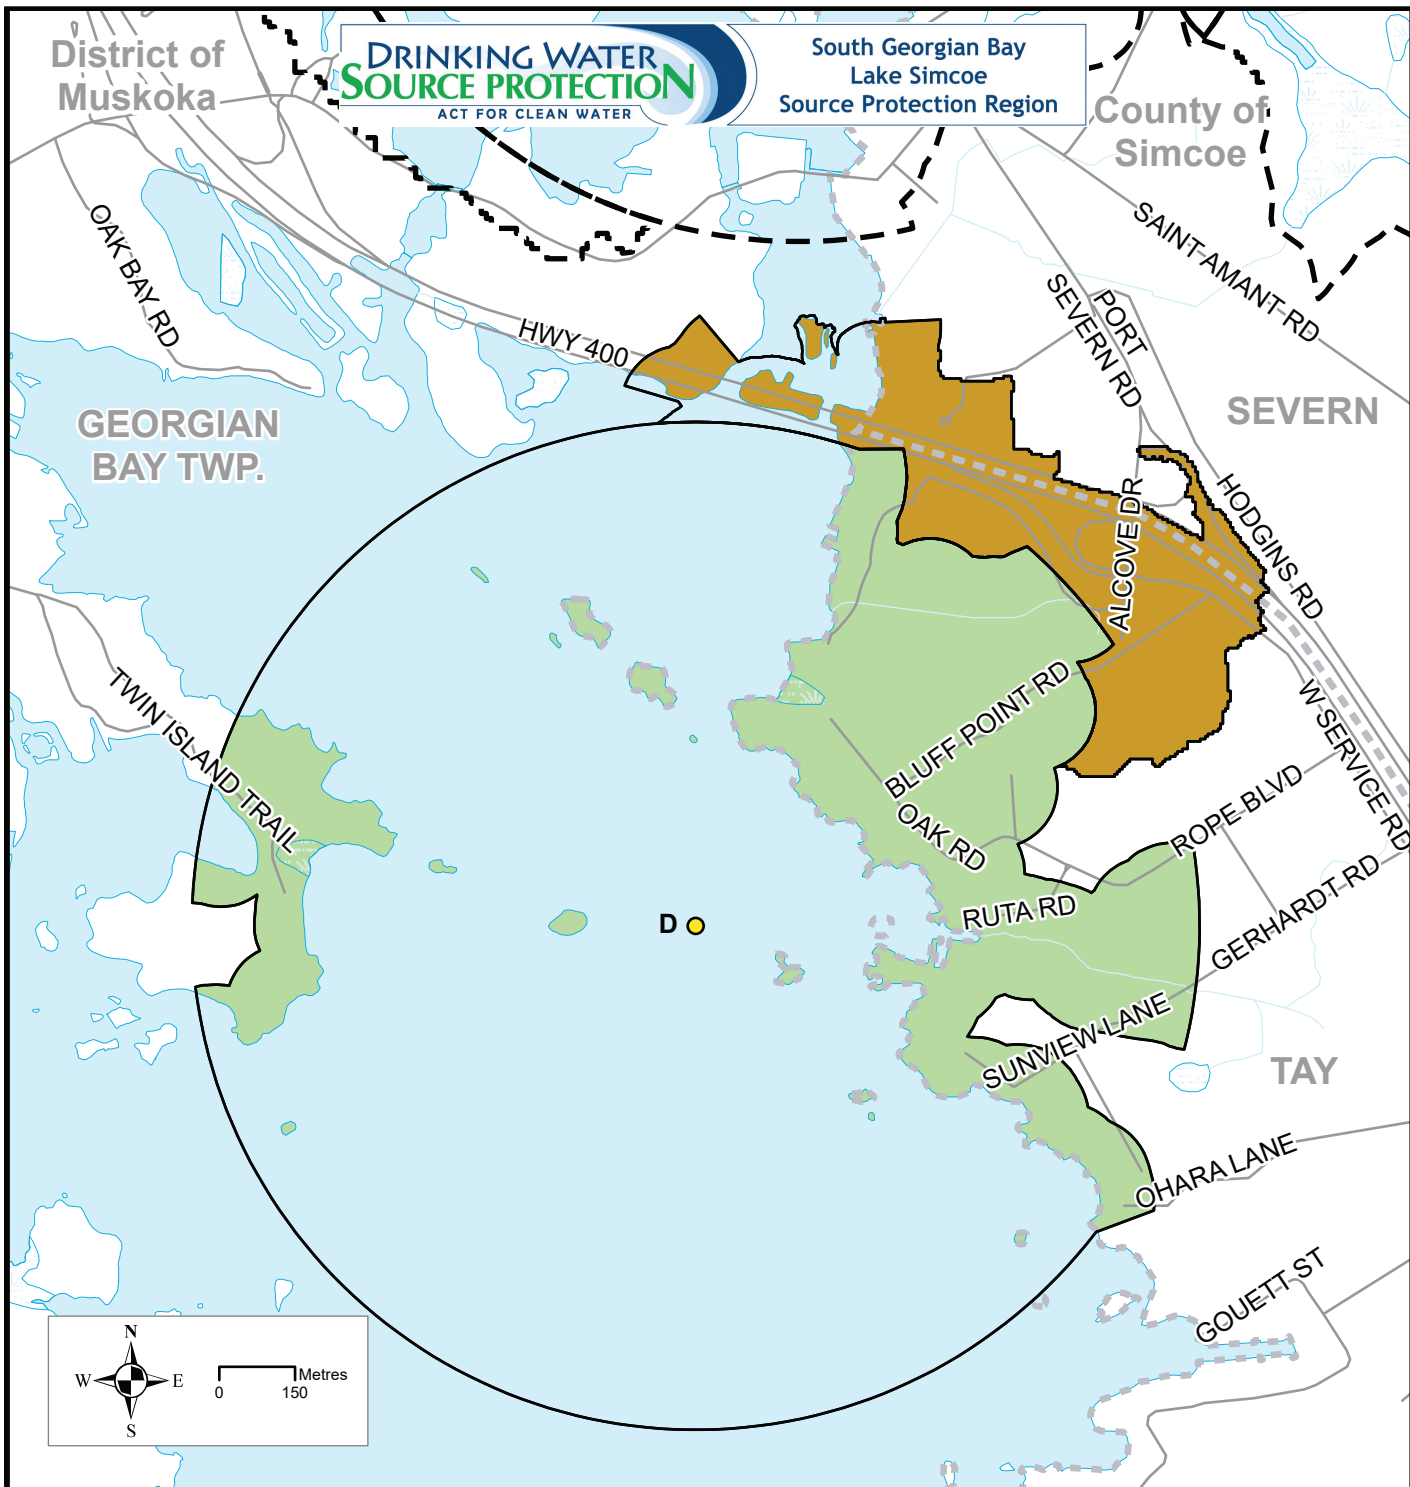 District of
Muskoka
DRINKING WATER
SOURCE PROTECTION
ACT FOR CLEAN WATER
South Georgian Bay
Lake Simcoe
Source Protection Region
County of
Simcoe
OAK BAY RD
SAINT AMANT RD
HWY 400
PORT
SEVERN RD
SEVERN
GEORGIAN
BAY TWP.
HODGINS RD
ALCOVE DR
TWIN ISLAND TRAIL
BLUFF POINT RD
W SERVICE RD
OAK RD
ROPE BLVD
RUTA RD
GERHARDT RD
D
SUNVIEW LANE
TAY
OHARA LANE
GOUETT ST
N
W E
S
Metres
0 150